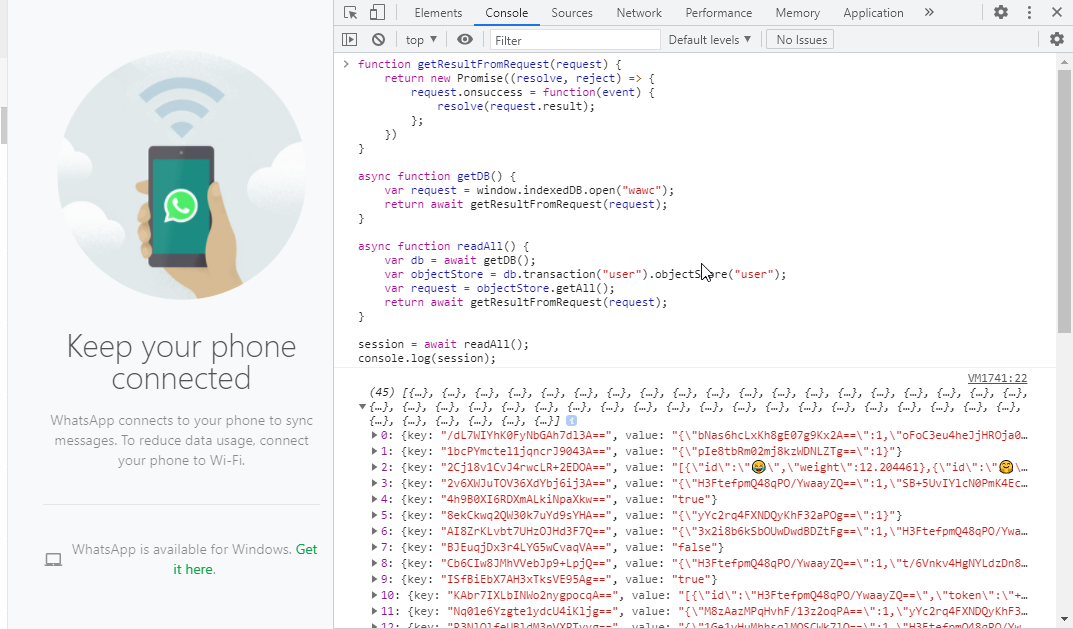 Elements Console Sources Network Performance Memory Application »
top ▼ Filter Default levels ▼ No Issues
Keep your phone
connected
WhatsApp connects to your phone to sync
messages. To reduce data usage, connect
your phone to Wi-Fi.
WhatsApp is available for Windows. Get
it here.
function getResultFromRequest(request) {
return new Promise((resolve, reject) => {
request.onsuccess = function(event) {
resolve(request.result);
};
})
}
async function getDB() {
var request = window.indexedDB.open("wawc");
return await getResultFromRequest(request);
}
async function readAll() {
var db = await getDB();
var objectStore = db.transaction("user").objectStore("user");
var request = objectStore.getAll();
return await getResultFromRequest(request);
}
session = await readAll();
console.log(session);
VM1741:22
(45) [{…}, {…}, {…}, {…}, {…}, {…}, {…}, {…}, {…}, {…}, {…}, {…}, {…}, {…}, {…}, {…}, {…}, {…}, {…},
{…}, {…}, {…}, {…}, {…}, {…}, {…}, {…}, {…}, {…}, {…}, {…}, {…}, {…}, {…}, {…}, {…}, {…}, {…}, {…},
{…}, {…}, {…}, {…}, {…}, {…}]
0: {key: "/dL7WIYhK0FyNbGAh7dl3A==", value: "{\"bNas6hcLxKh8gE07g9Kx2A==\":1,\"oFoC3eu4heJjHROja0…
1: {key: "1bcPYmctel1jqncrJ9043A==", value: "{\"pIe8tbRm02mj8kzWDNLZTg==\":1}"}
2: {key: "2Cj18v1CvJ4rwcLR+2EDOA==", value: "[{\"id\":\"😂\",\"weight\":12.204461},{\"id\":\"🤗\…
3: {key: "2v6XWJuTOV36XdYbj6ij3A==", value: "{\"H3FtefpmQ48qPO/YwaayZQ==\":1,\"SB+5UvIYlcN0PmK4Ec…
4: {key: "4h9B0XI6RDXmALkiNpaXkw==", value: "true"}
5: {key: "8ekCkwq2QW30k7uYd9sYHA==", value: "{\"yYc2rq4FXNDQyKhF32aPOg==\":1}"}
6: {key: "AI8ZrKLvbt7UHzOJHd3F7Q==", value: "{\"3x2i8b6kSbOUwDwdBDZtFg==\":1,\"H3FtefpmQ48qPO/Ywa…
7: {key: "BJEuqjDx3r4LYG5wCvaqVA==", value: "false"}
8: {key: "Cb6CIw8JMhVVebJp9+LpjQ==", value: "{\"H3FtefpmQ48qPO/YwaayZQ==\":1,\"t/6Vnkv4HgNYLdzDn8…
9: {key: "ISfBiEbX7AH3xTksVE95Ag==", value: "true"}
10: {key: "KAbr7IXLbINWo2nygpocqA==", value: "[{\"id\":\"H3FtefpmQ48qPO/YwaayZQ==\",\"token\":\"+…
11: {key: "Nq01e6Yzgte1ydcU4iKljg==", value: "{\"M8zAazMPqHvhF/13z2oqPA==\":1,\"yYc2rq4FXNDQyKhF3…